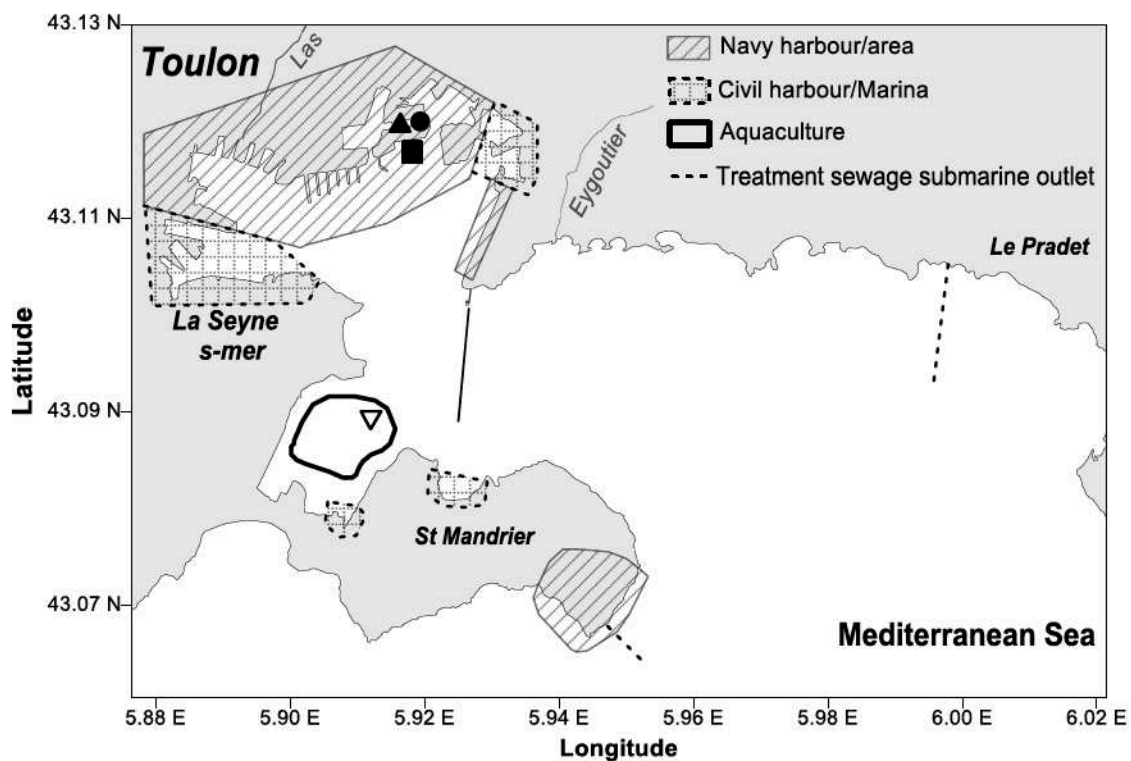 43.13 N
Toulon
Las
Navy harbour/area
Civil harbour/Marina
Aquaculture
Treatment sewage submarine outlet
Eygoutier
43.11 N
Le Pradet
La Seyne
s-mer
Latitude
43.09 N
St Mandrier
43.07 N
Mediterranean Sea
5.88 E
5.90 E
5.92 E
5.94 E
5.96 E
5.98 E
6.00 E
6.02 E
Longitude